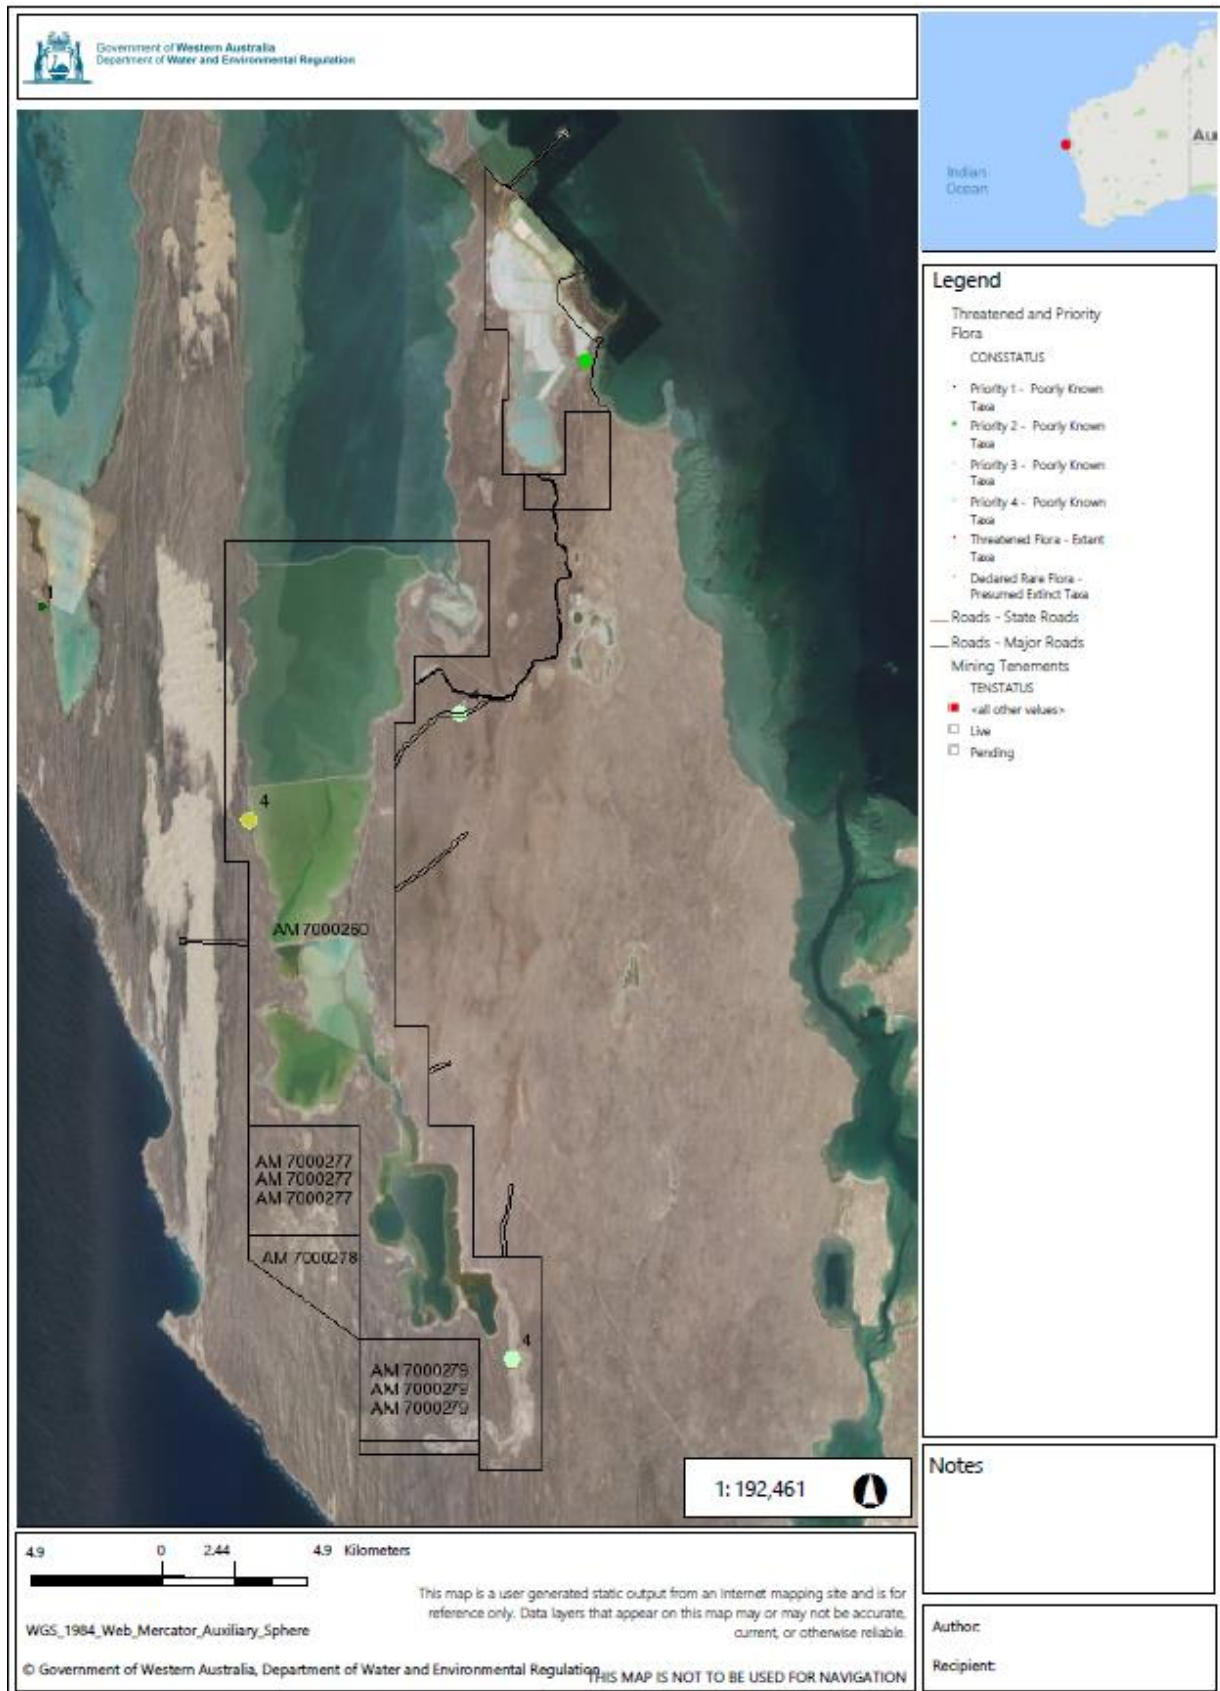 Government of Western Australia
Department of Water and Environmental Regulation
Indian
Ocean
Au
Legend
Threatened and Priority
Flora
CONSSTATUS
Priority 1 - Poorly Known
Taxa
Priority 2 - Poorly Known
Taxa
Priority 3 - Poorly Known
Taxa
Priority 4 - Poorly Known
Taxa
Threatened Flora - Extant
Taxa
Declared Rare Flora -
Presumed Extinct Taxa
Roads - State Roads
Roads - Major Roads
Mining Tenements
TENSTATUS
<all other values>
Live
Pending
1
4
AM 7000260
AM 7000277
AM 7000277
AM 7000277
AM 7000278
4
AM 7000279
AM 7000279
AM 7000279
1: 192,461
Notes
4.9 0 2.44 4.9 Kilometers
This map is a user generated static output from an Internet mapping site and is for
reference only. Data layers that appear on this map may or may not be accurate,
current, or otherwise reliable.
WGS_1984_Web_Mercator_Auxiliary_Sphere
© Government of Western Australia, Department of Water and Environmental Regulation
THIS MAP IS NOT TO BE USED FOR NAVIGATION
Author:
Recipient: